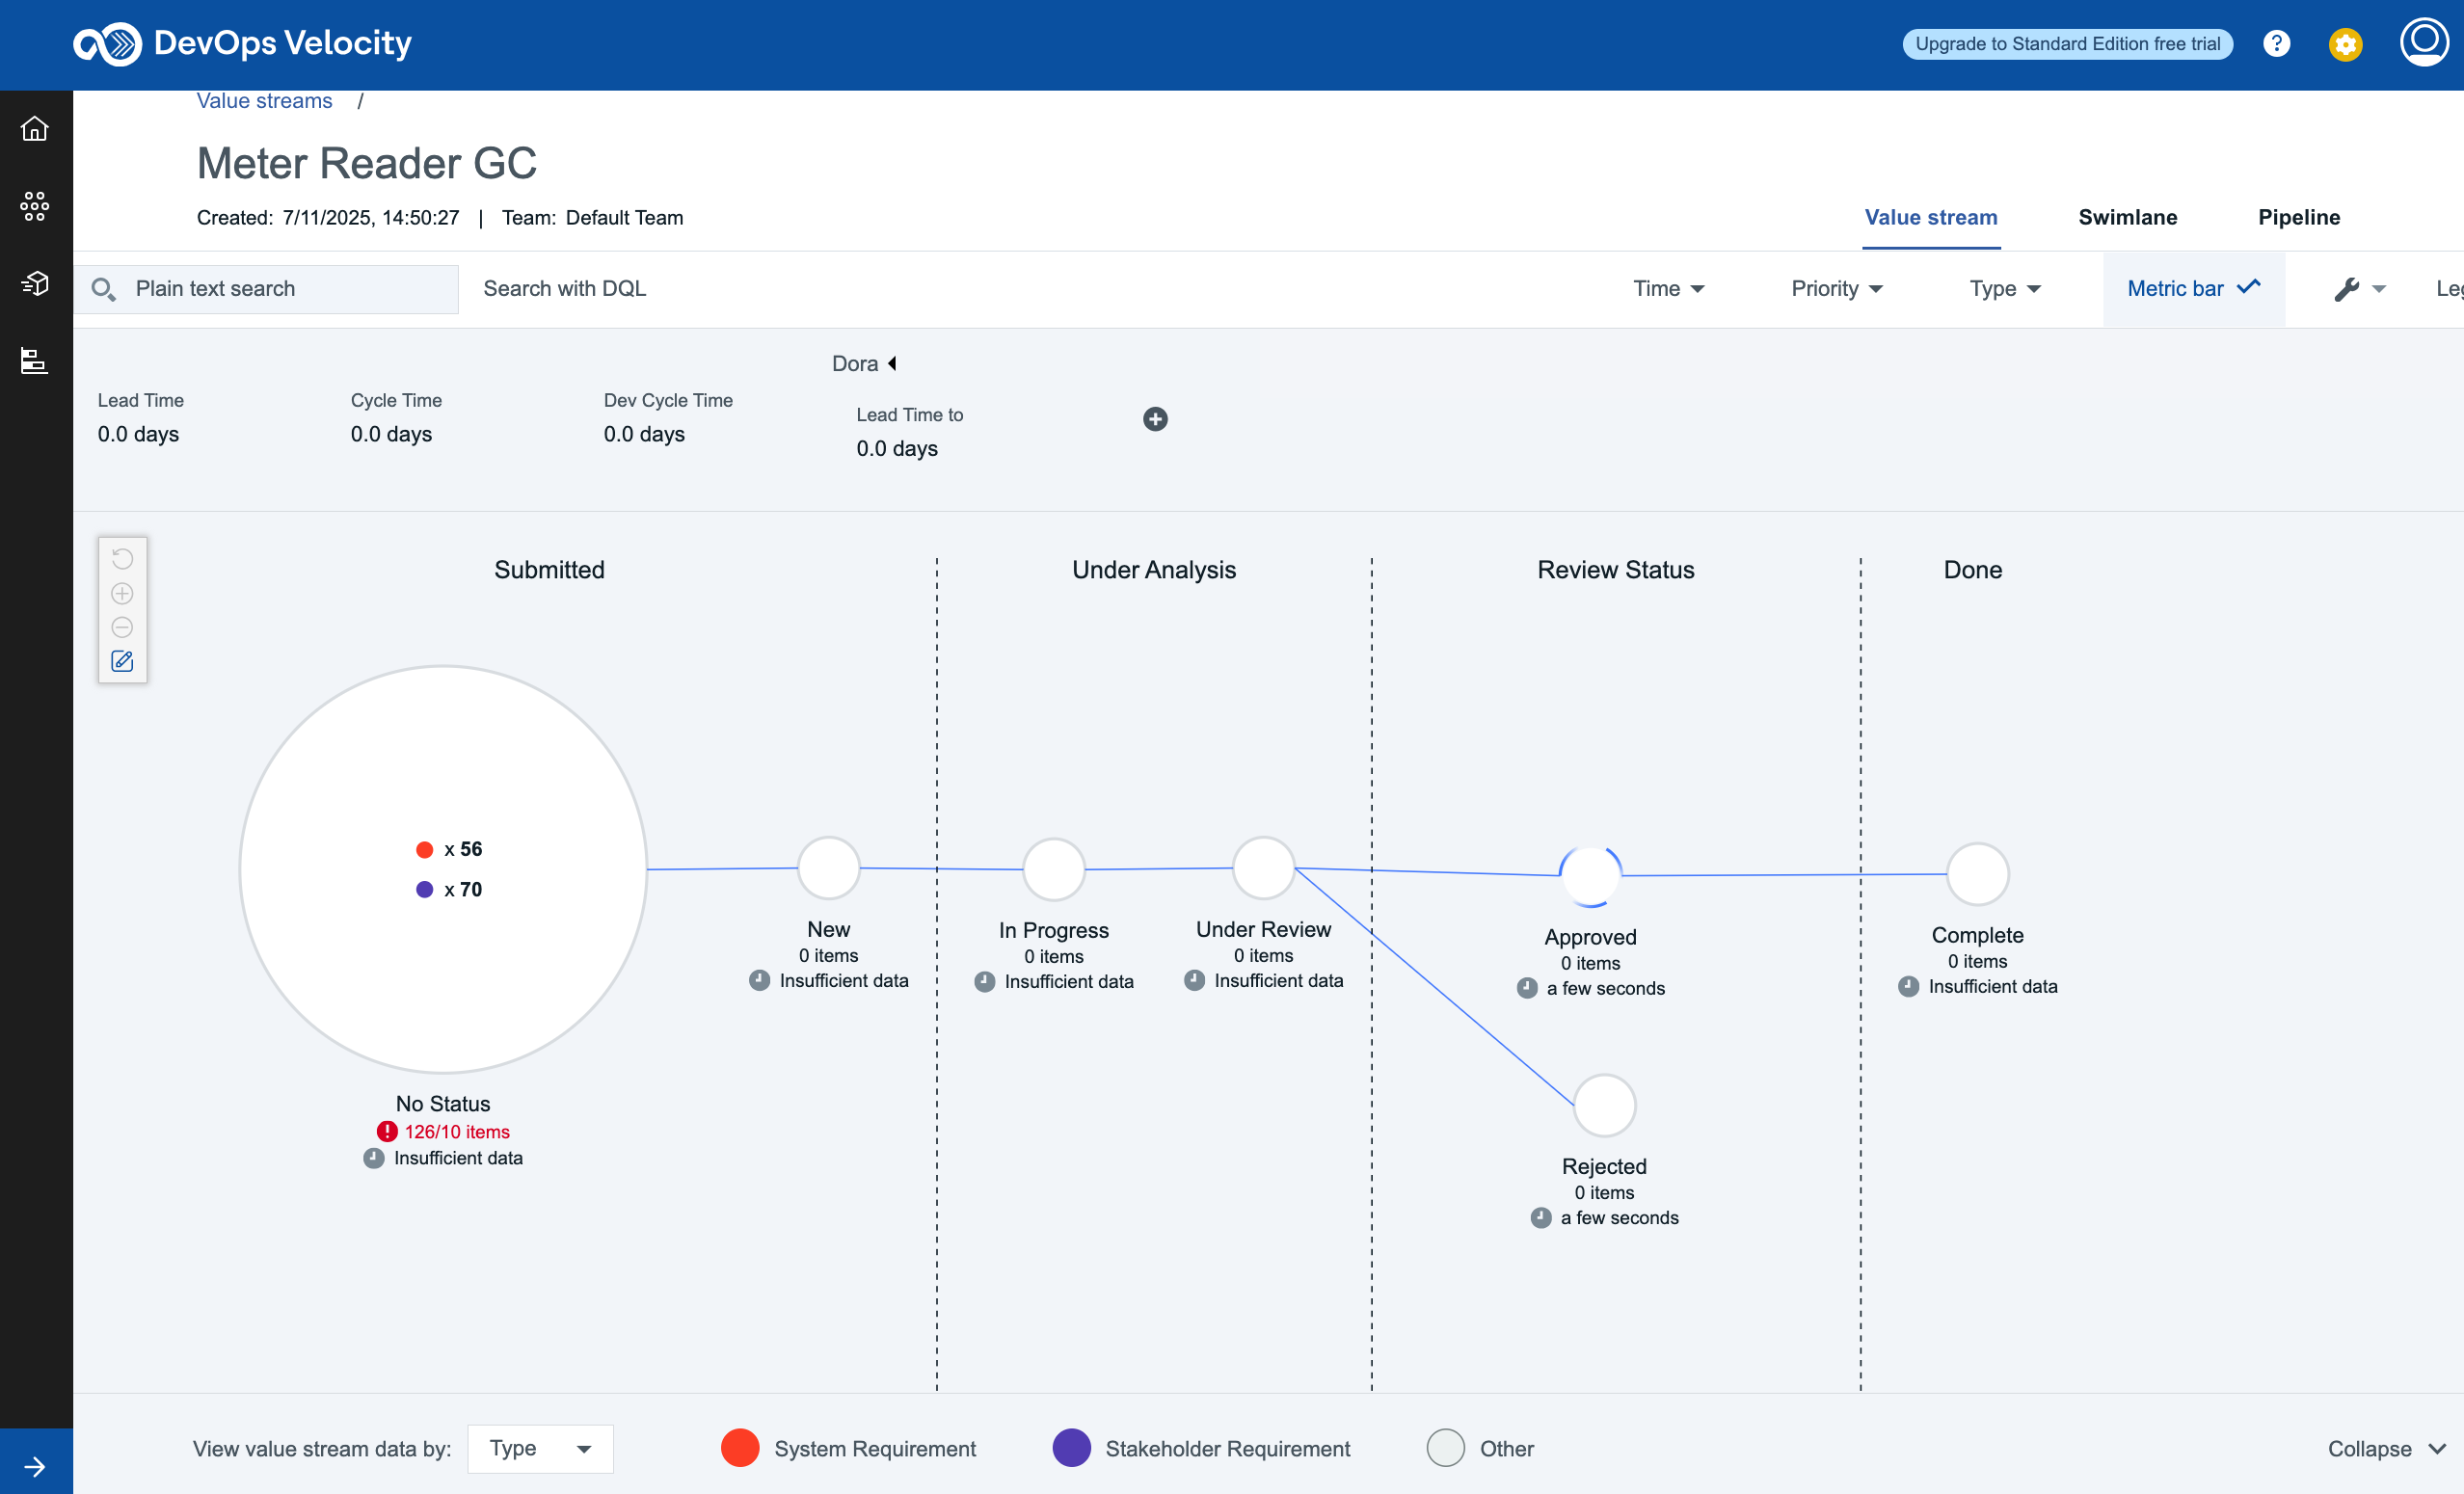 DevOps Velocity
Upgrade to Standard Edition free trial
Value streams /
Meter Reader GC
Created: 7/11/2025, 14:50:27 | Team: Default Team
Value stream
Swimlane
Pipeline
Plain text search
Search with DQL
Time
Priority
Type
Metric bar
Leg
Dora
Lead Time
0.0 days
Cycle Time
0.0 days
Dev Cycle Time
0.0 days
Lead Time to
0.0 days
Submitted
Under Analysis
Review Status
Done
x 56
x 70
No Status
126/10 items
Insufficient data
New
0 items
Insufficient data
In Progress
0 items
Insufficient data
Under Review
0 items
Insufficient data
Approved
0 items
a few seconds
Rejected
0 items
a few seconds
Complete
0 items
Insufficient data
View value stream data by:
Type
System Requirement
Stakeholder Requirement
Other
Collapse